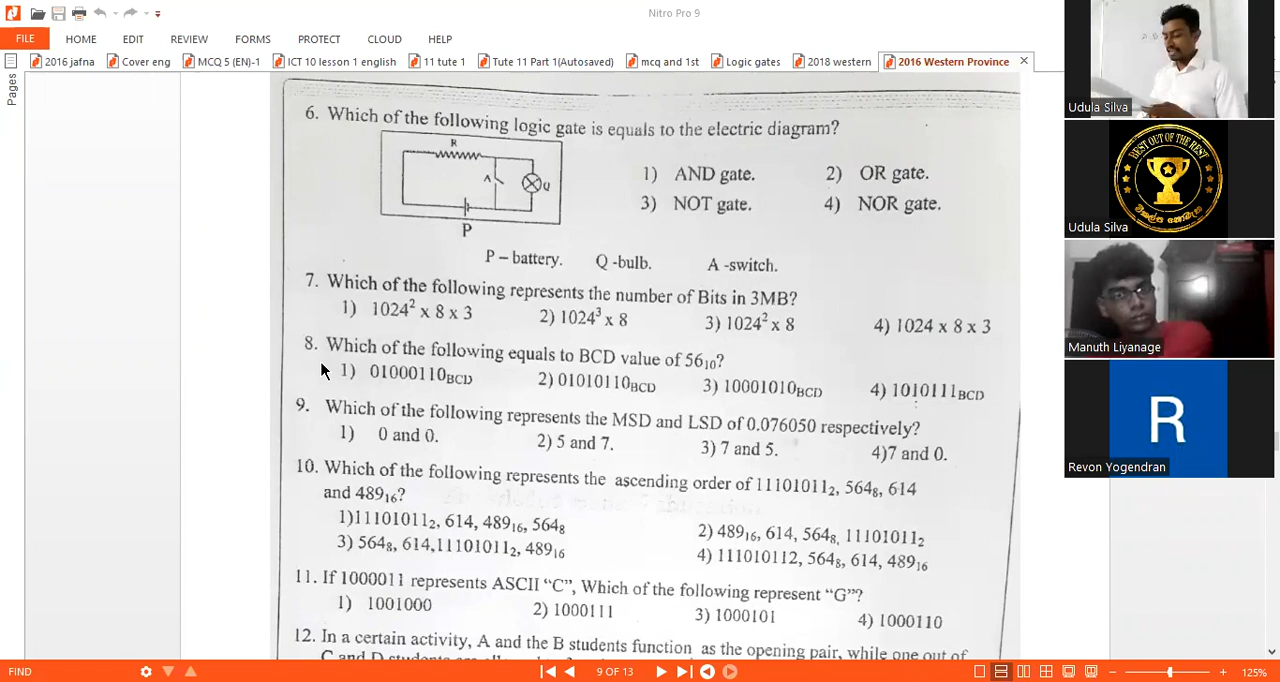 Nitro Pro 9
FILE HOME EDIT REVIEW FORMS PROTECT CLOUD HELP
2016 jafna Cover eng MCQ 5 (EN)-1 ICT 10 lesson 1 english 11 tute 1 Tute 11 Part 1(Autosaved) mcq and 1st Logic gates 2018 western 2016 Western Province
Pages
6. Which of the following logic gate is equals to the electric diagram?
R
A
Q
P
1) AND gate. 2) OR gate.
3) NOT gate. 4) NOR gate.
P – battery. Q -bulb. A -switch.
7. Which of the following represents the number of Bits in 3MB?
1) 1024² x 8 x 3 2) 1024³ x 8 3) 1024² x 8 4) 1024 x 8 x 3
8. Which of the following equals to BCD value of 56₁₀?
1) 01000110BCD 2) 01010110BCD 3) 10001010BCD 4) 1010111BCD
9. Which of the following represents the MSD and LSD of 0.076050 respectively?
1) 0 and 0. 2) 5 and 7. 3) 7 and 5. 4)7 and 0.
10. Which of the following represents the ascending order of 11101011₂, 564₈, 614
and 489₁₆?
1)11101011₂, 614, 489₁₆, 564₈ 2) 489₁₆, 614, 564₈, 11101011₂
3) 564₈, 614,11101011₂, 489₁₆ 4) 111010112, 564₈, 614, 489₁₆
11. If 1000011 represents ASCII “C”, Which of the following represent “G”?
1) 1001000 2) 1000111 3) 1000101 4) 1000110
12. In a certain activity, A and the B students function as the opening pair, while one out of
FIND 9 OF 13 125%
Udula Silva
BEST OUT OF THE REST
Udula Silva
Manuth Liyanage
R
Revon Yogendran